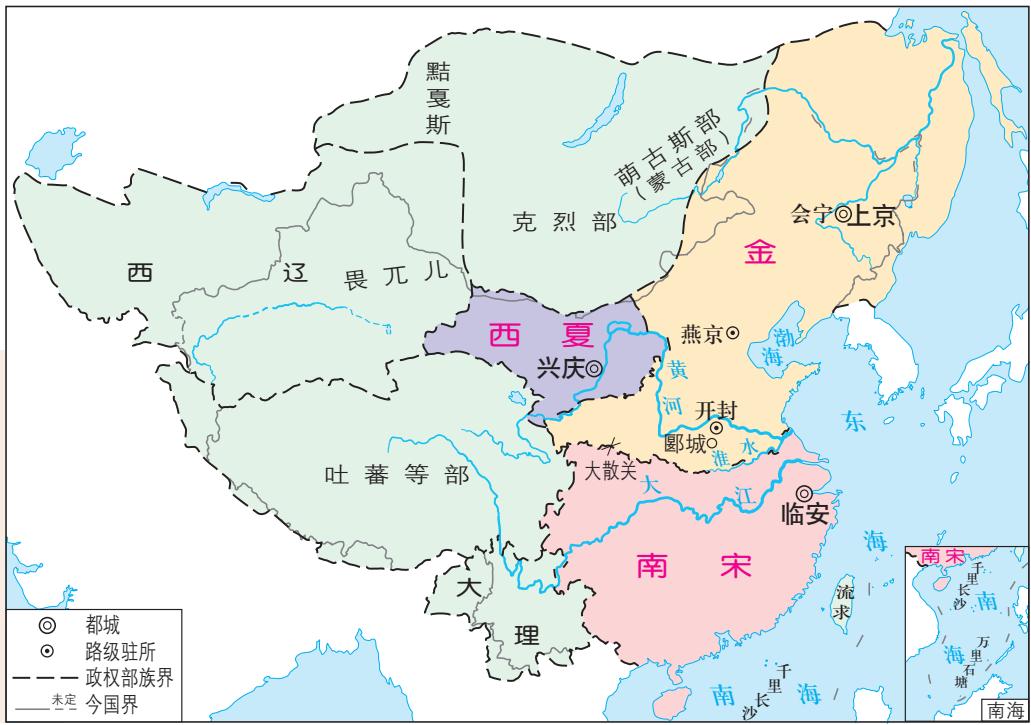 黠戛斯
萌古斯部
（蒙古部）
克烈部
会宁
上京
金
西辽
畏兀儿
西夏
兴庆
燕京
渤海
黄河
开封
郾城
淮水
大散关
东海
吐蕃等部
大江
临安
南宋
大理
流求
南海
千里长沙
南宋
千里长沙
南海
万里石塘
南海
都城
路级驻所
政权部族界
未定
今国界